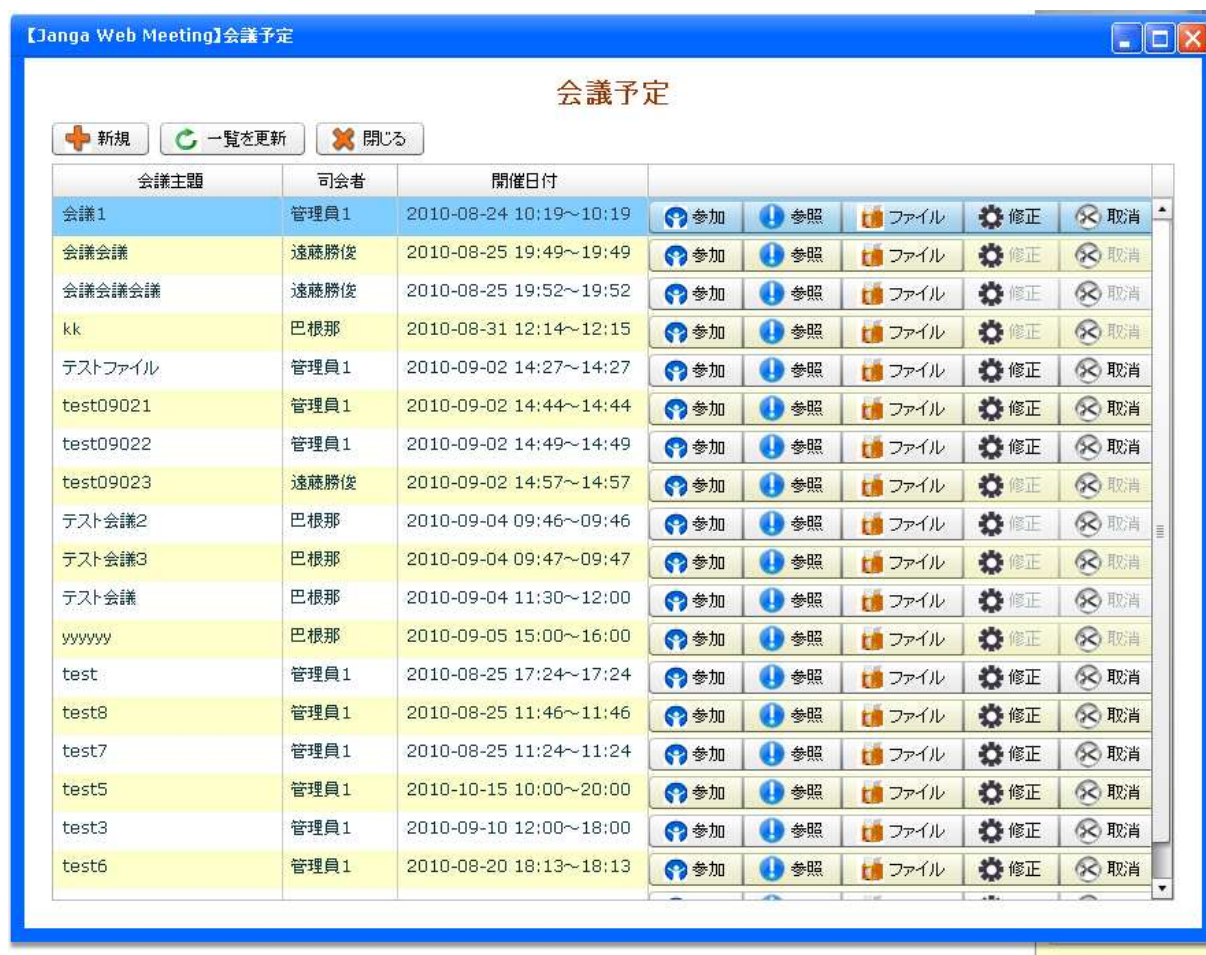 【Janga Web Meeting】会議予定
会議予定
新規 一覧を更新 閉じる
会議主題 司会者 開催日付
会議1 管理員1 2010-08-24 10:19～10:19 参加 参照 ファイル 修正 取消
会議会議 遠藤勝俊 2010-08-25 19:49～19:49 参加 参照 ファイル 修正 取消
会議会議会議 遠藤勝俊 2010-08-25 19:52～19:52 参加 参照 ファイル 修正 取消
kk 巴根那 2010-08-31 12:14～12:15 参加 参照 ファイル 修正 取消
テストファイル 管理員1 2010-09-02 14:27～14:27 参加 参照 ファイル 修正 取消
test09021 管理員1 2010-09-02 14:44～14:44 参加 参照 ファイル 修正 取消
test09022 管理員1 2010-09-02 14:49～14:49 参加 参照 ファイル 修正 取消
test09023 遠藤勝俊 2010-09-02 14:57～14:57 参加 参照 ファイル 修正 取消
テスト会議2 巴根那 2010-09-04 09:46～09:46 参加 参照 ファイル 修正 取消
テスト会議3 巴根那 2010-09-04 09:47～09:47 参加 参照 ファイル 修正 取消
テスト会議 巴根那 2010-09-04 11:30～12:00 参加 参照 ファイル 修正 取消
yyyyyy 巴根那 2010-09-05 15:00～16:00 参加 参照 ファイル 修正 取消
test 管理員1 2010-08-25 17:24～17:24 参加 参照 ファイル 修正 取消
test8 管理員1 2010-08-25 11:46～11:46 参加 参照 ファイル 修正 取消
test7 管理員1 2010-08-25 11:24～11:24 参加 参照 ファイル 修正 取消
test5 管理員1 2010-10-15 10:00～20:00 参加 参照 ファイル 修正 取消
test3 管理員1 2010-09-10 12:00～18:00 参加 参照 ファイル 修正 取消
test6 管理員1 2010-08-20 18:13～18:13 参加 参照 ファイル 修正 取消